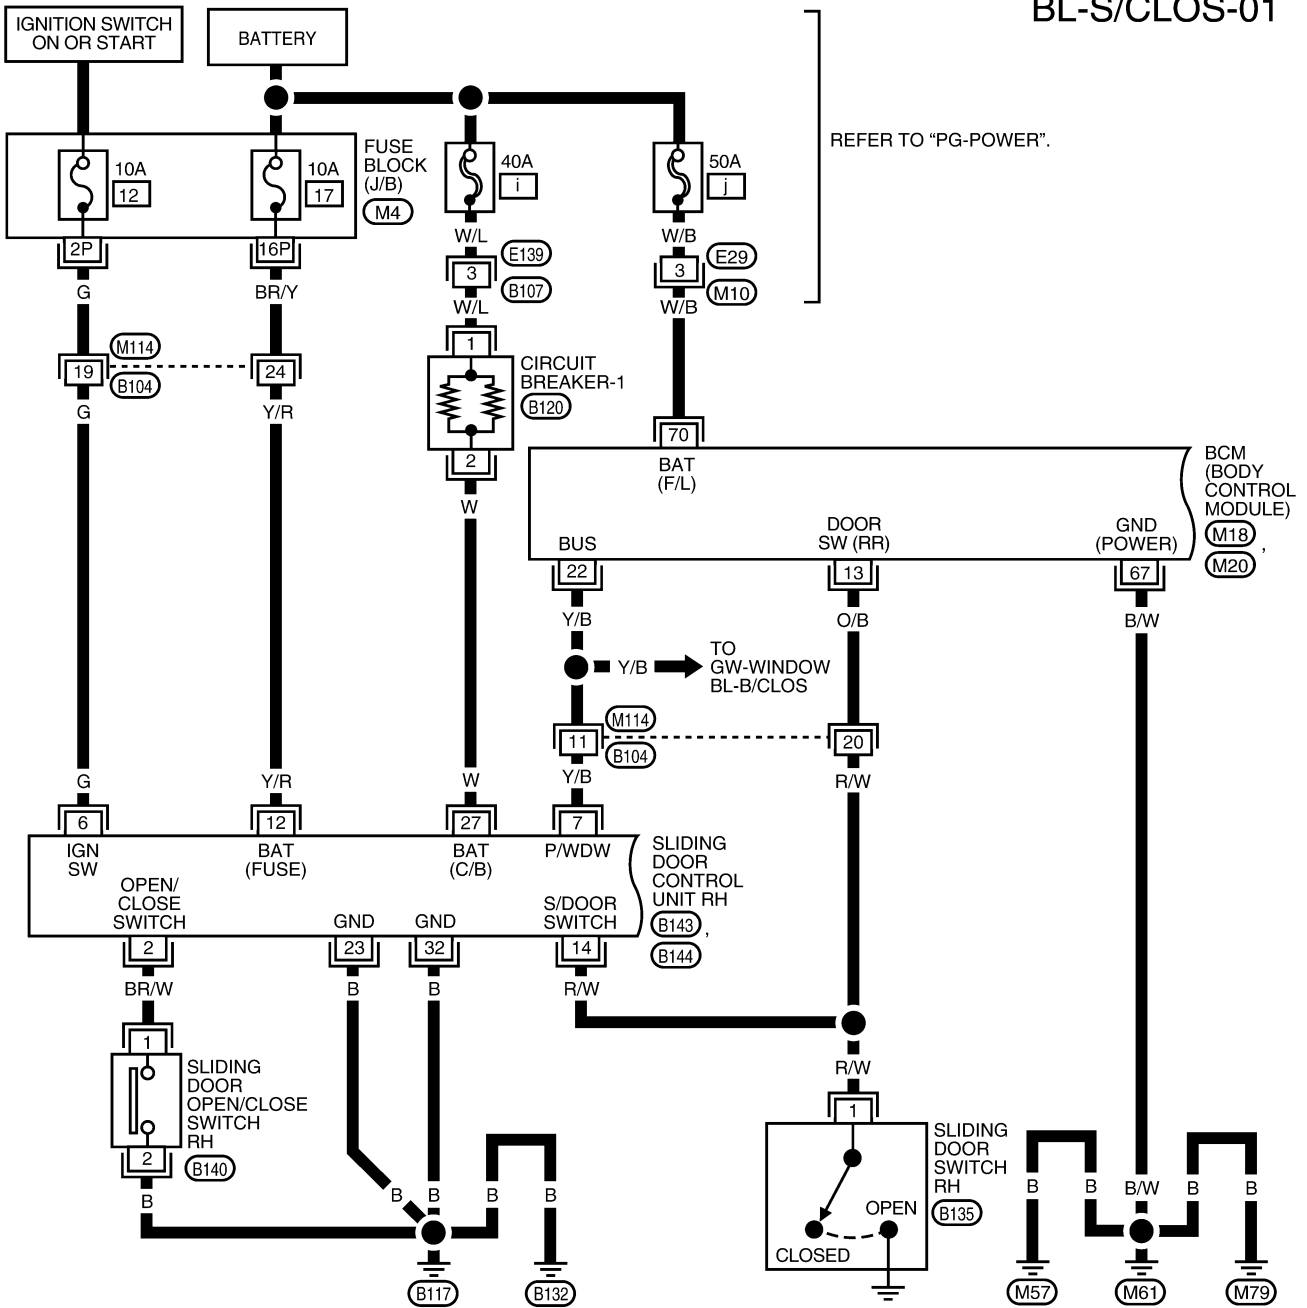 BL-S/CLOS-01
IGNITION SWITCH
ON OR START
BATTERY
REFER TO “PG-POWER”.
10A
12
10A
17
FUSE
BLOCK
(J/B)
M4
40A
i
50A
j
2P
16P
W/L
W/B
3
E139
B107
3
E29
M10
G
BR/Y
W/L
W/B
19
M114
B104
24
1
CIRCUIT
BREAKER-1
B120
G
Y/R
2
W
70
BAT
(F/L)
BCM
(BODY
CONTROL
MODULE)
M18 ,
M20
BUS
DOOR
SW (RR)
GND
(POWER)
22
13
67
Y/B
O/B
B/W
Y/B
TO
GW-WINDOW
BL-B/CLOS
11
M114
B104
20
G
Y/R
W
Y/B
R/W
6
12
27
7
IGN
SW
BAT
(FUSE)
BAT
(C/B)
P/WDW
SLIDING
DOOR
CONTROL
UNIT RH
B143 ,
B144
OPEN/
CLOSE
SWITCH
GND
GND
S/DOOR
SWITCH
2
23
32
14
BR/W
B
B
R/W
1
SLIDING
DOOR
OPEN/CLOSE
SWITCH
RH
B140
2
R/W
1
SLIDING
DOOR
SWITCH
RH
B135
OPEN
CLOSED
B
B
B
B
B
B
B
B/W
B
B
B117
B132
M57
M61
M79